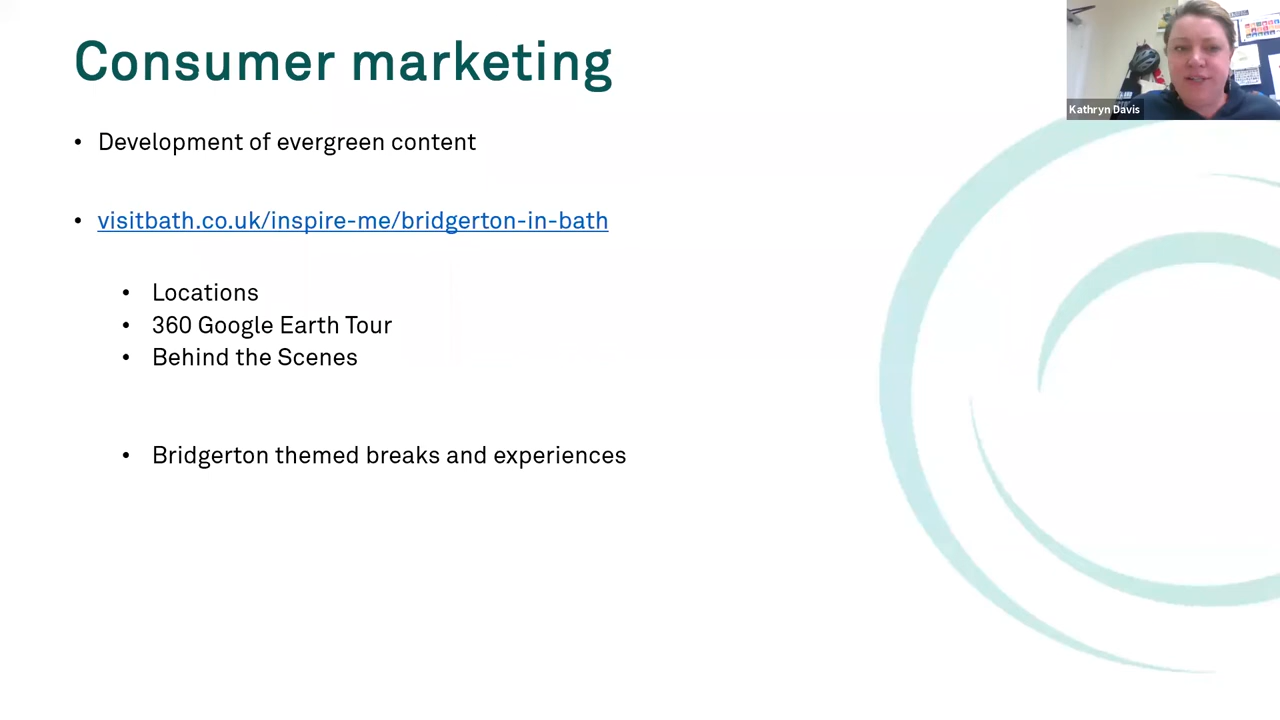 Consumer marketing
Kathryn Davis
• Development of evergreen content
• visitbath.co.uk/inspire-me/bridgerton-in-bath
• Locations
• 360 Google Earth Tour
• Behind the Scenes
• Bridgerton themed breaks and experiences